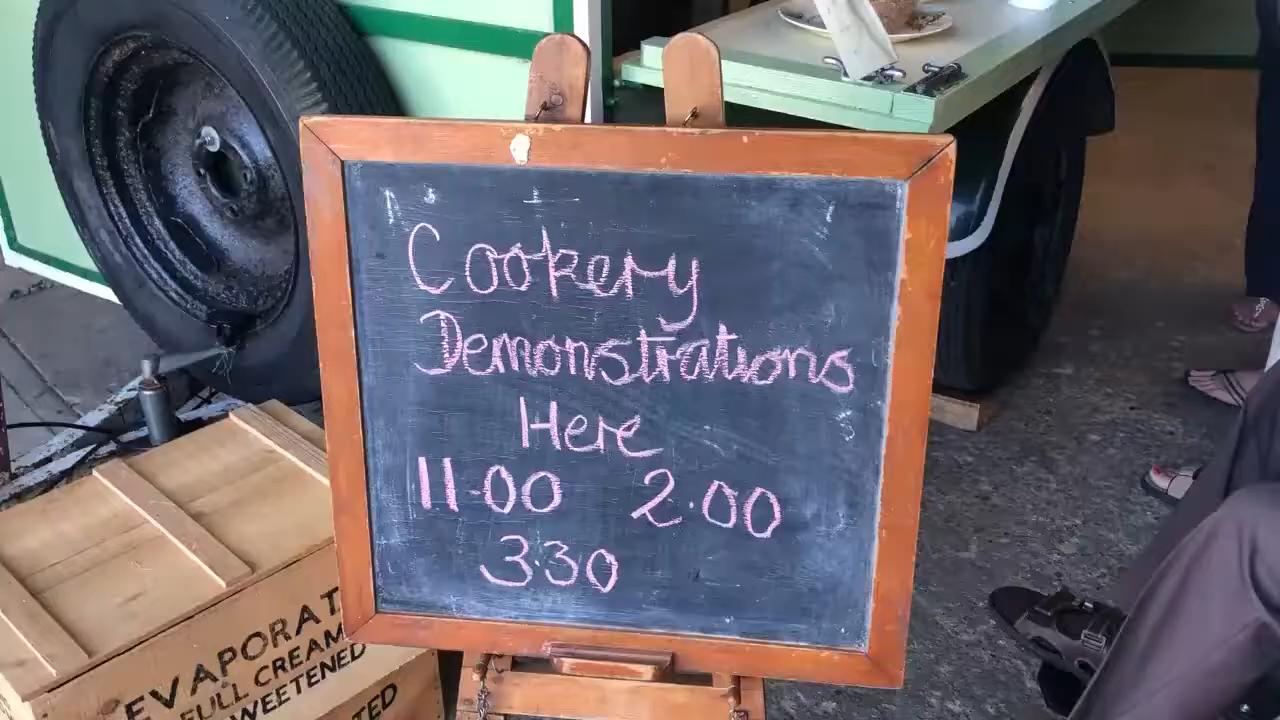 Cookery
Demonstrations
Here
11.00 2.00
3.30
EVAPORAT
FULL CREAM
WEETENED
TED